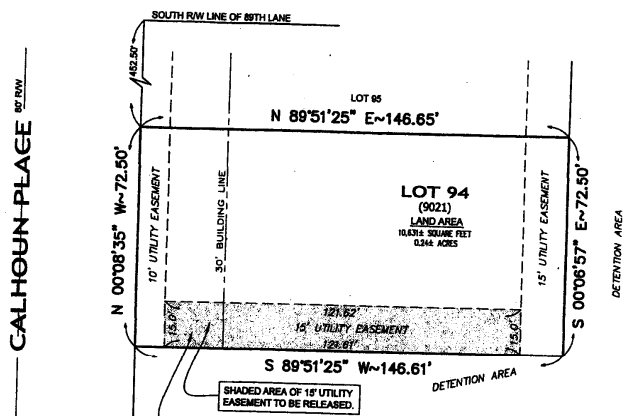 SOUTH R/W LINE OF 89TH LANE
452.50'
CALHOUN PLACE 80' R/W
LOT 95
N 89°51'25" E~146.65'
N 00°08'35" W~72.50'
10' UTILITY EASEMENT
30' BUILDING LINE
LOT 94
(9021)
LAND AREA
10,631± SQUARE FEET
0.24± ACRES
15' UTILITY EASEMENT
S 00°06'57" E~72.50'
DETENTION AREA
15.0'
121.62'
15' UTILITY EASEMENT
121.61'
15.0'
S 89°51'25" W~146.61'
DETENTION AREA
SHADED AREA OF 15' UTILITY
EASEMENT TO BE RELEASED.